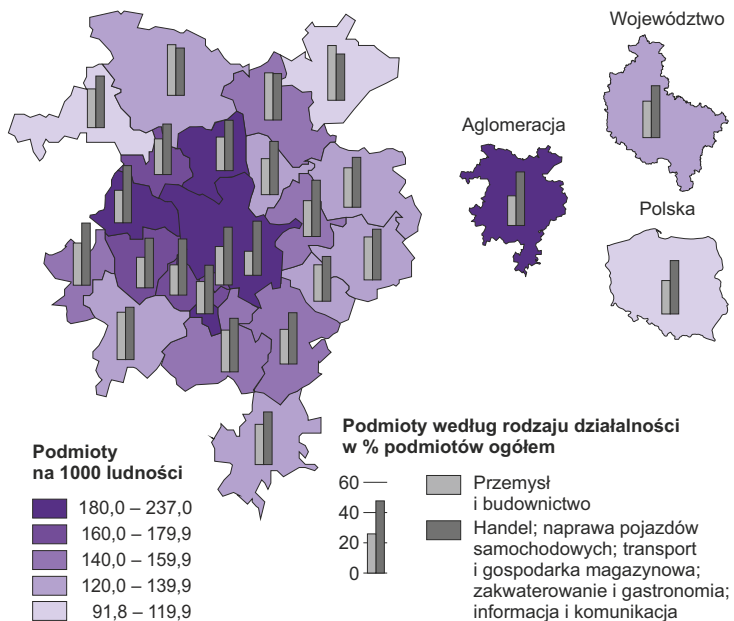 Województwo
Aglomeracja
Polska
Podmioty
na 1000 ludności
180,0 – 237,0
160,0 – 179,9
140,0 – 159,9
120,0 – 139,9
91,8 – 119,9
Podmioty według rodzaju działalności
w % podmiotów ogółem
60
40
20
0
Przemysł
i budownictwo
Handel; naprawa pojazdów
samochodowych; transport
i gospodarka magazynowa;
zakwaterowanie i gastronomia;
informacja i komunikacja